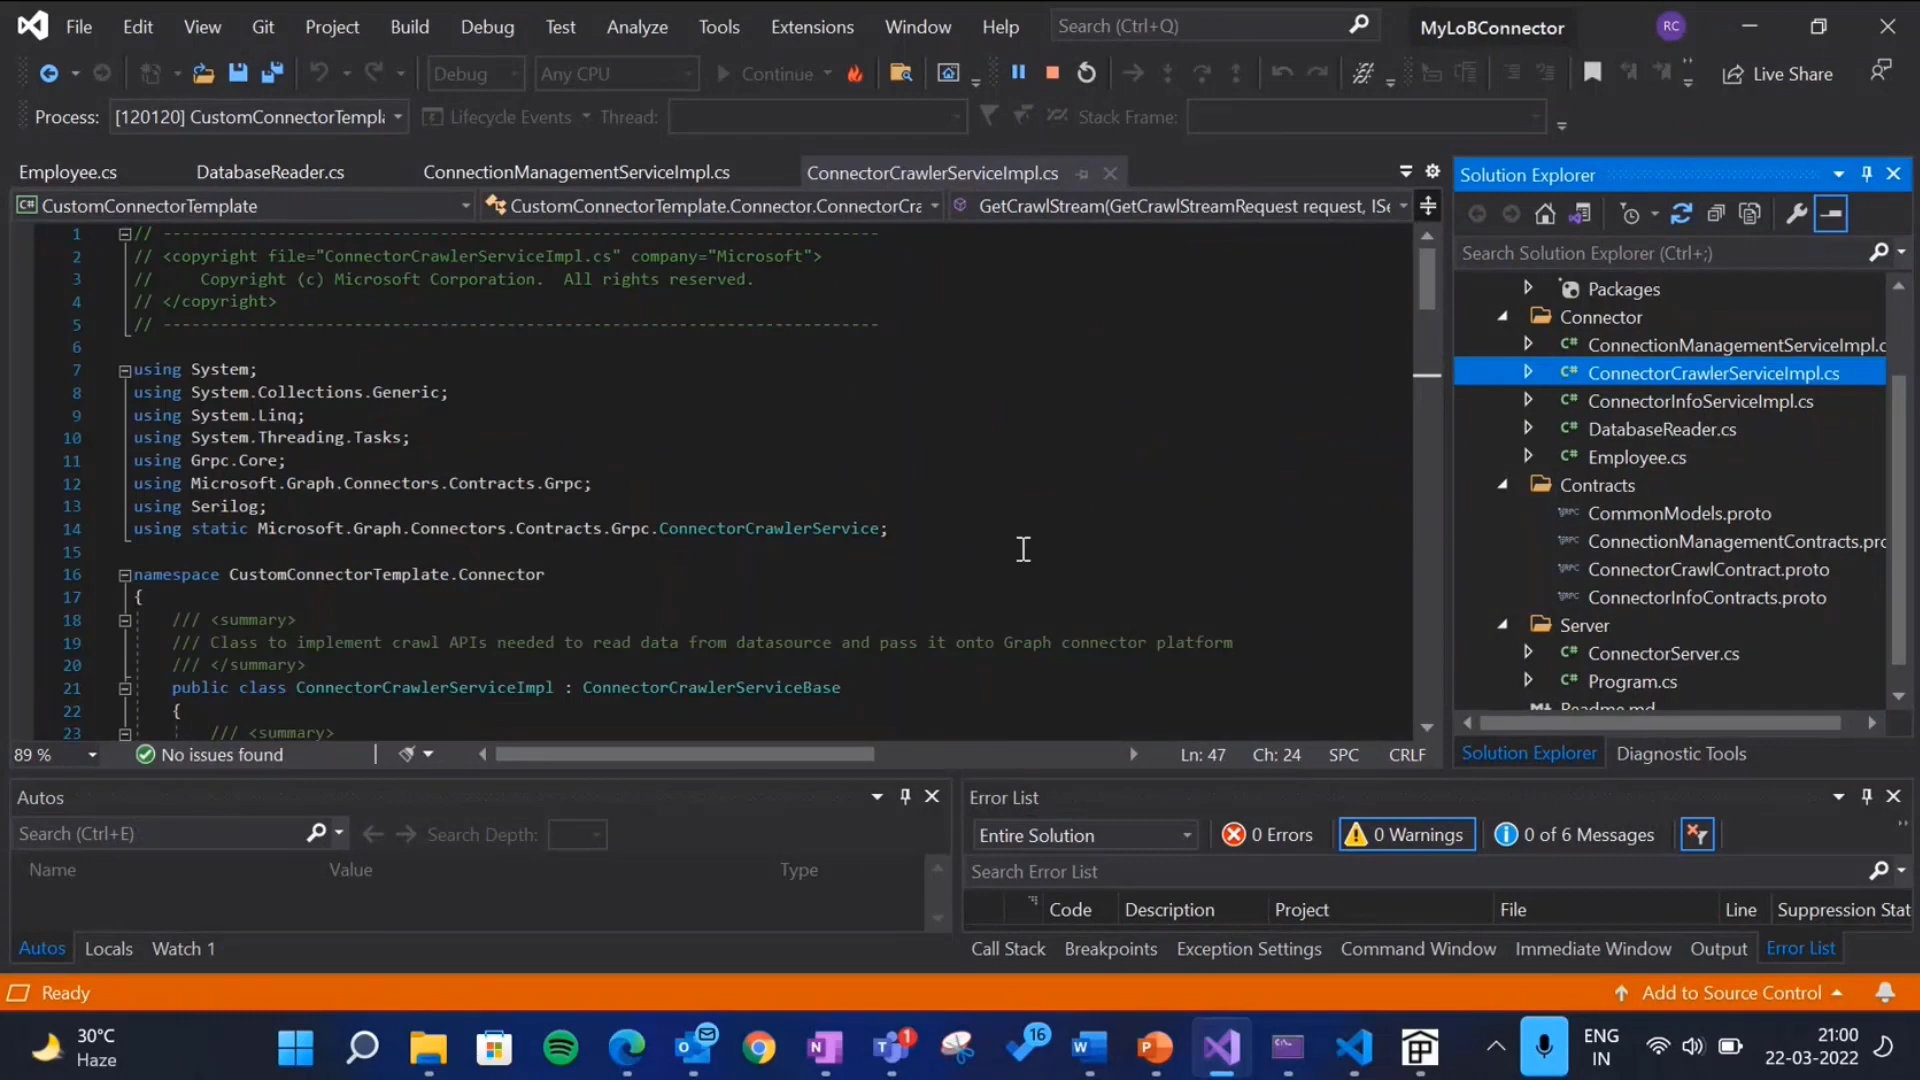 File Edit View Git Project Build Debug Test Analyze Tools Extensions Window Help Search (Ctrl+Q) MyLoBConnector RC
Debug Any CPU Continue Live Share
Process: [120120] CustomConnectorTempla Lifecycle Events Thread: Stack Frame:
Employee.cs DatabaseReader.cs ConnectionManagementServiceImpl.cs ConnectorCrawlerServiceImpl.cs
CustomConnectorTemplate CustomConnectorTemplate.Connector.ConnectorCra GetCrawlStream(GetCrawlStreamRequest request, ISe
1 // ---------------------------------------------------------------------------
2 // <copyright file="ConnectorCrawlerServiceImpl.cs" company="Microsoft">
3 // Copyright (c) Microsoft Corporation. All rights reserved.
4 // </copyright>
5 // ---------------------------------------------------------------------------
6
7 using System;
8 using System.Collections.Generic;
9 using System.Linq;
10 using System.Threading.Tasks;
11 using Grpc.Core;
12 using Microsoft.Graph.Connectors.Contracts.Grpc;
13 using Serilog;
14 using static Microsoft.Graph.Connectors.Contracts.Grpc.ConnectorCrawlerService;
15
16 namespace CustomConnectorTemplate.Connector
17 {
18 /// <summary>
19 /// Class to implement crawl APIs needed to read data from datasource and pass it onto Graph connector platform
20 /// </summary>
21 public class ConnectorCrawlerServiceImpl : ConnectorCrawlerServiceBase
22 {
23 /// <summary>
89 % No issues found Ln: 47 Ch: 24 SPC CRLF
Solution Explorer
Search Solution Explorer (Ctrl+;)
Packages
Connector
ConnectionManagementServiceImpl.c
ConnectorCrawlerServiceImpl.cs
ConnectorInfoServiceImpl.cs
DatabaseReader.cs
Employee.cs
Contracts
CommonModels.proto
ConnectionManagementContracts.pro
ConnectorCrawlContract.proto
ConnectorInfoContracts.proto
Server
ConnectorServer.cs
Program.cs
Readme.md
Solution Explorer Diagnostic Tools
Autos
Search (Ctrl+E) Search Depth:
Name Value Type
Autos Locals Watch 1
Error List
Entire Solution 0 Errors 0 Warnings 0 of 6 Messages
Search Error List
Code Description Project File Line Suppression Stat
Call Stack Breakpoints Exception Settings Command Window Immediate Window Output Error List
Ready Add to Source Control
30°C
Haze
16
1
ENG
IN
21:00
22-03-2022